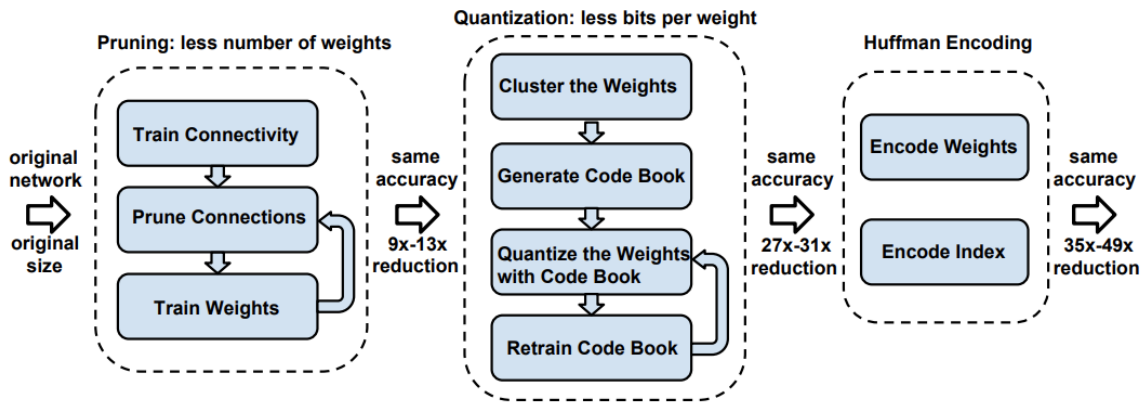 original
network
original
size
Pruning: less number of weights
Train Connectivity
Prune Connections
Train Weights
same
accuracy
9x-13x
reduction
Quantization: less bits per weight
Cluster the Weights
Generate Code Book
Quantize the Weights
with Code Book
Retrain Code Book
same
accuracy
27x-31x
reduction
Huffman Encoding
Encode Weights
Encode Index
same
accuracy
35x-49x
reduction